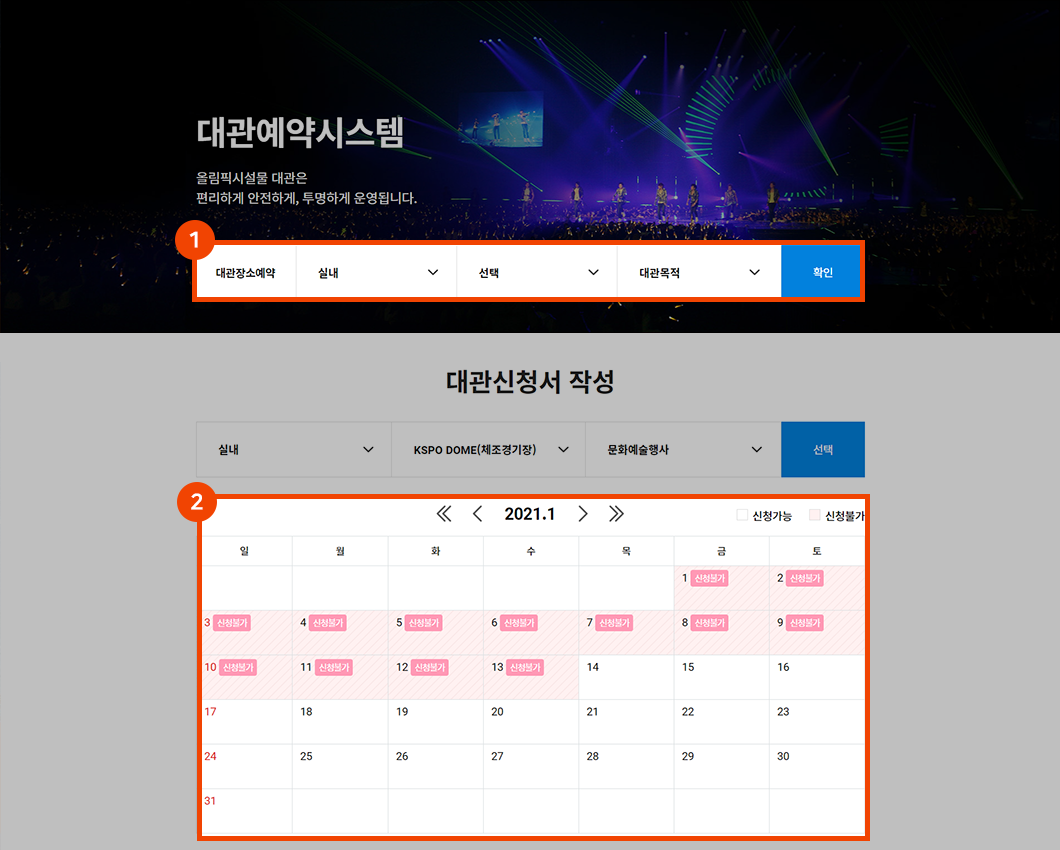 대관예약시스템
올림픽시설물 대관은
편리하게 안전하게, 투명하게 운영됩니다.
1
대관장소예약 실내 선택 대관목적 확인
대관신청서 작성
실내 KSPO DOME(체조경기장) 문화예술행사 선택
2
2021.1 신청가능 신청불가
일 월 화 수 목 금 토
1 신청불가 2 신청불가
3 신청불가 4 신청불가 5 신청불가 6 신청불가 7 신청불가 8 신청불가 9 신청불가
10 신청불가 11 신청불가 12 신청불가 13 신청불가 14 15 16
17 18 19 20 21 22 23
24 25 26 27 28 29 30
31